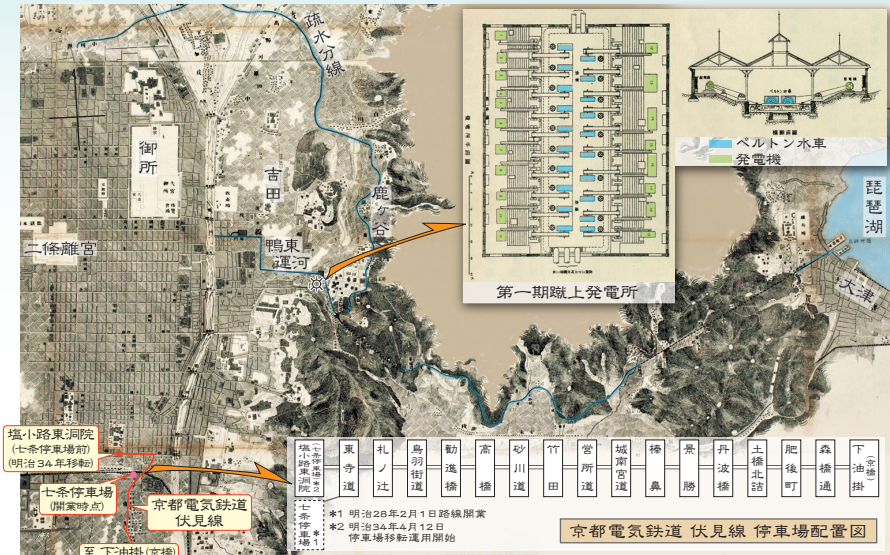 疏水分線
御所
吉田
鹿ヶ谷
鴨東
運河
二條離宮
琵琶湖
大津
ペルトン水車
発電機
第一期蹴上発電所
塩小路東洞院
(七条停車場前)
(明治34年移転)
七条停車場
(開業時点)
京都電気鉄道
伏見線
至 下油掛(京橋)
塩小路東洞院
(七条停車場*2
七条停車場*1
東寺道
札ノ辻
鳥羽街道
勧進橋
高橋
砂川道
竹田
営所道
城南宮道
棒鼻
景勝
丹波橋
土橋北詰
肥後町
森橋通
下油掛
*1 明治28年2月1日路線開業
*2 明治34年4月12日
停車場移転運用開始
京都電気鉄道 伏見線 停車場配置図